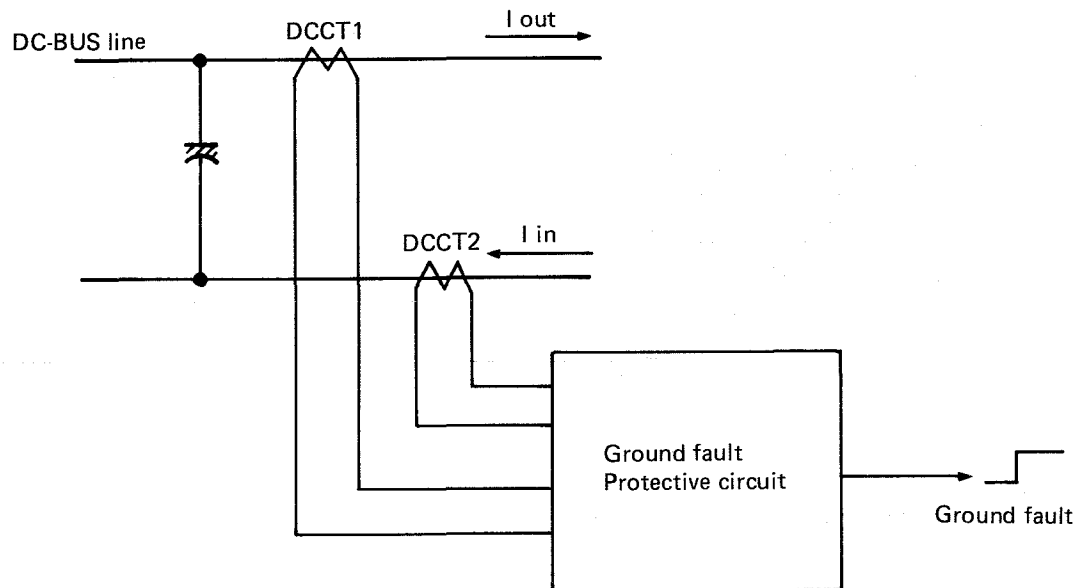 I out
DCCT1
DC-BUS line
I in
DCCT2
Ground fault
Protective circuit
Ground fault